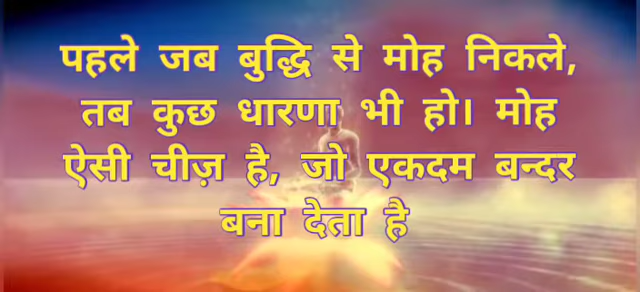 पहले जब बुद्धि से मोह निकले,
तब कुछ धारणा भी हो। मोह
ऐसी चीज़ है, जो एकदम बन्दर
बना देता है